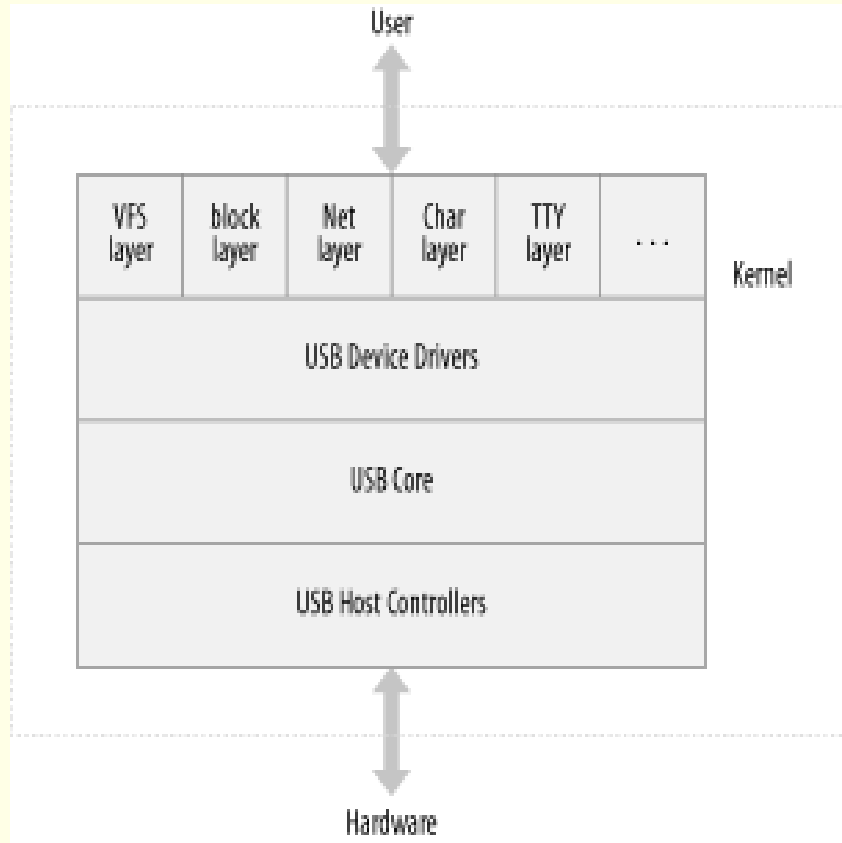 User
VFS
layer
block
layer
Net
layer
Char
layer
TTY
layer
...
Kernel
USB Device Drivers
USB Core
USB Host Controllers
Hardware